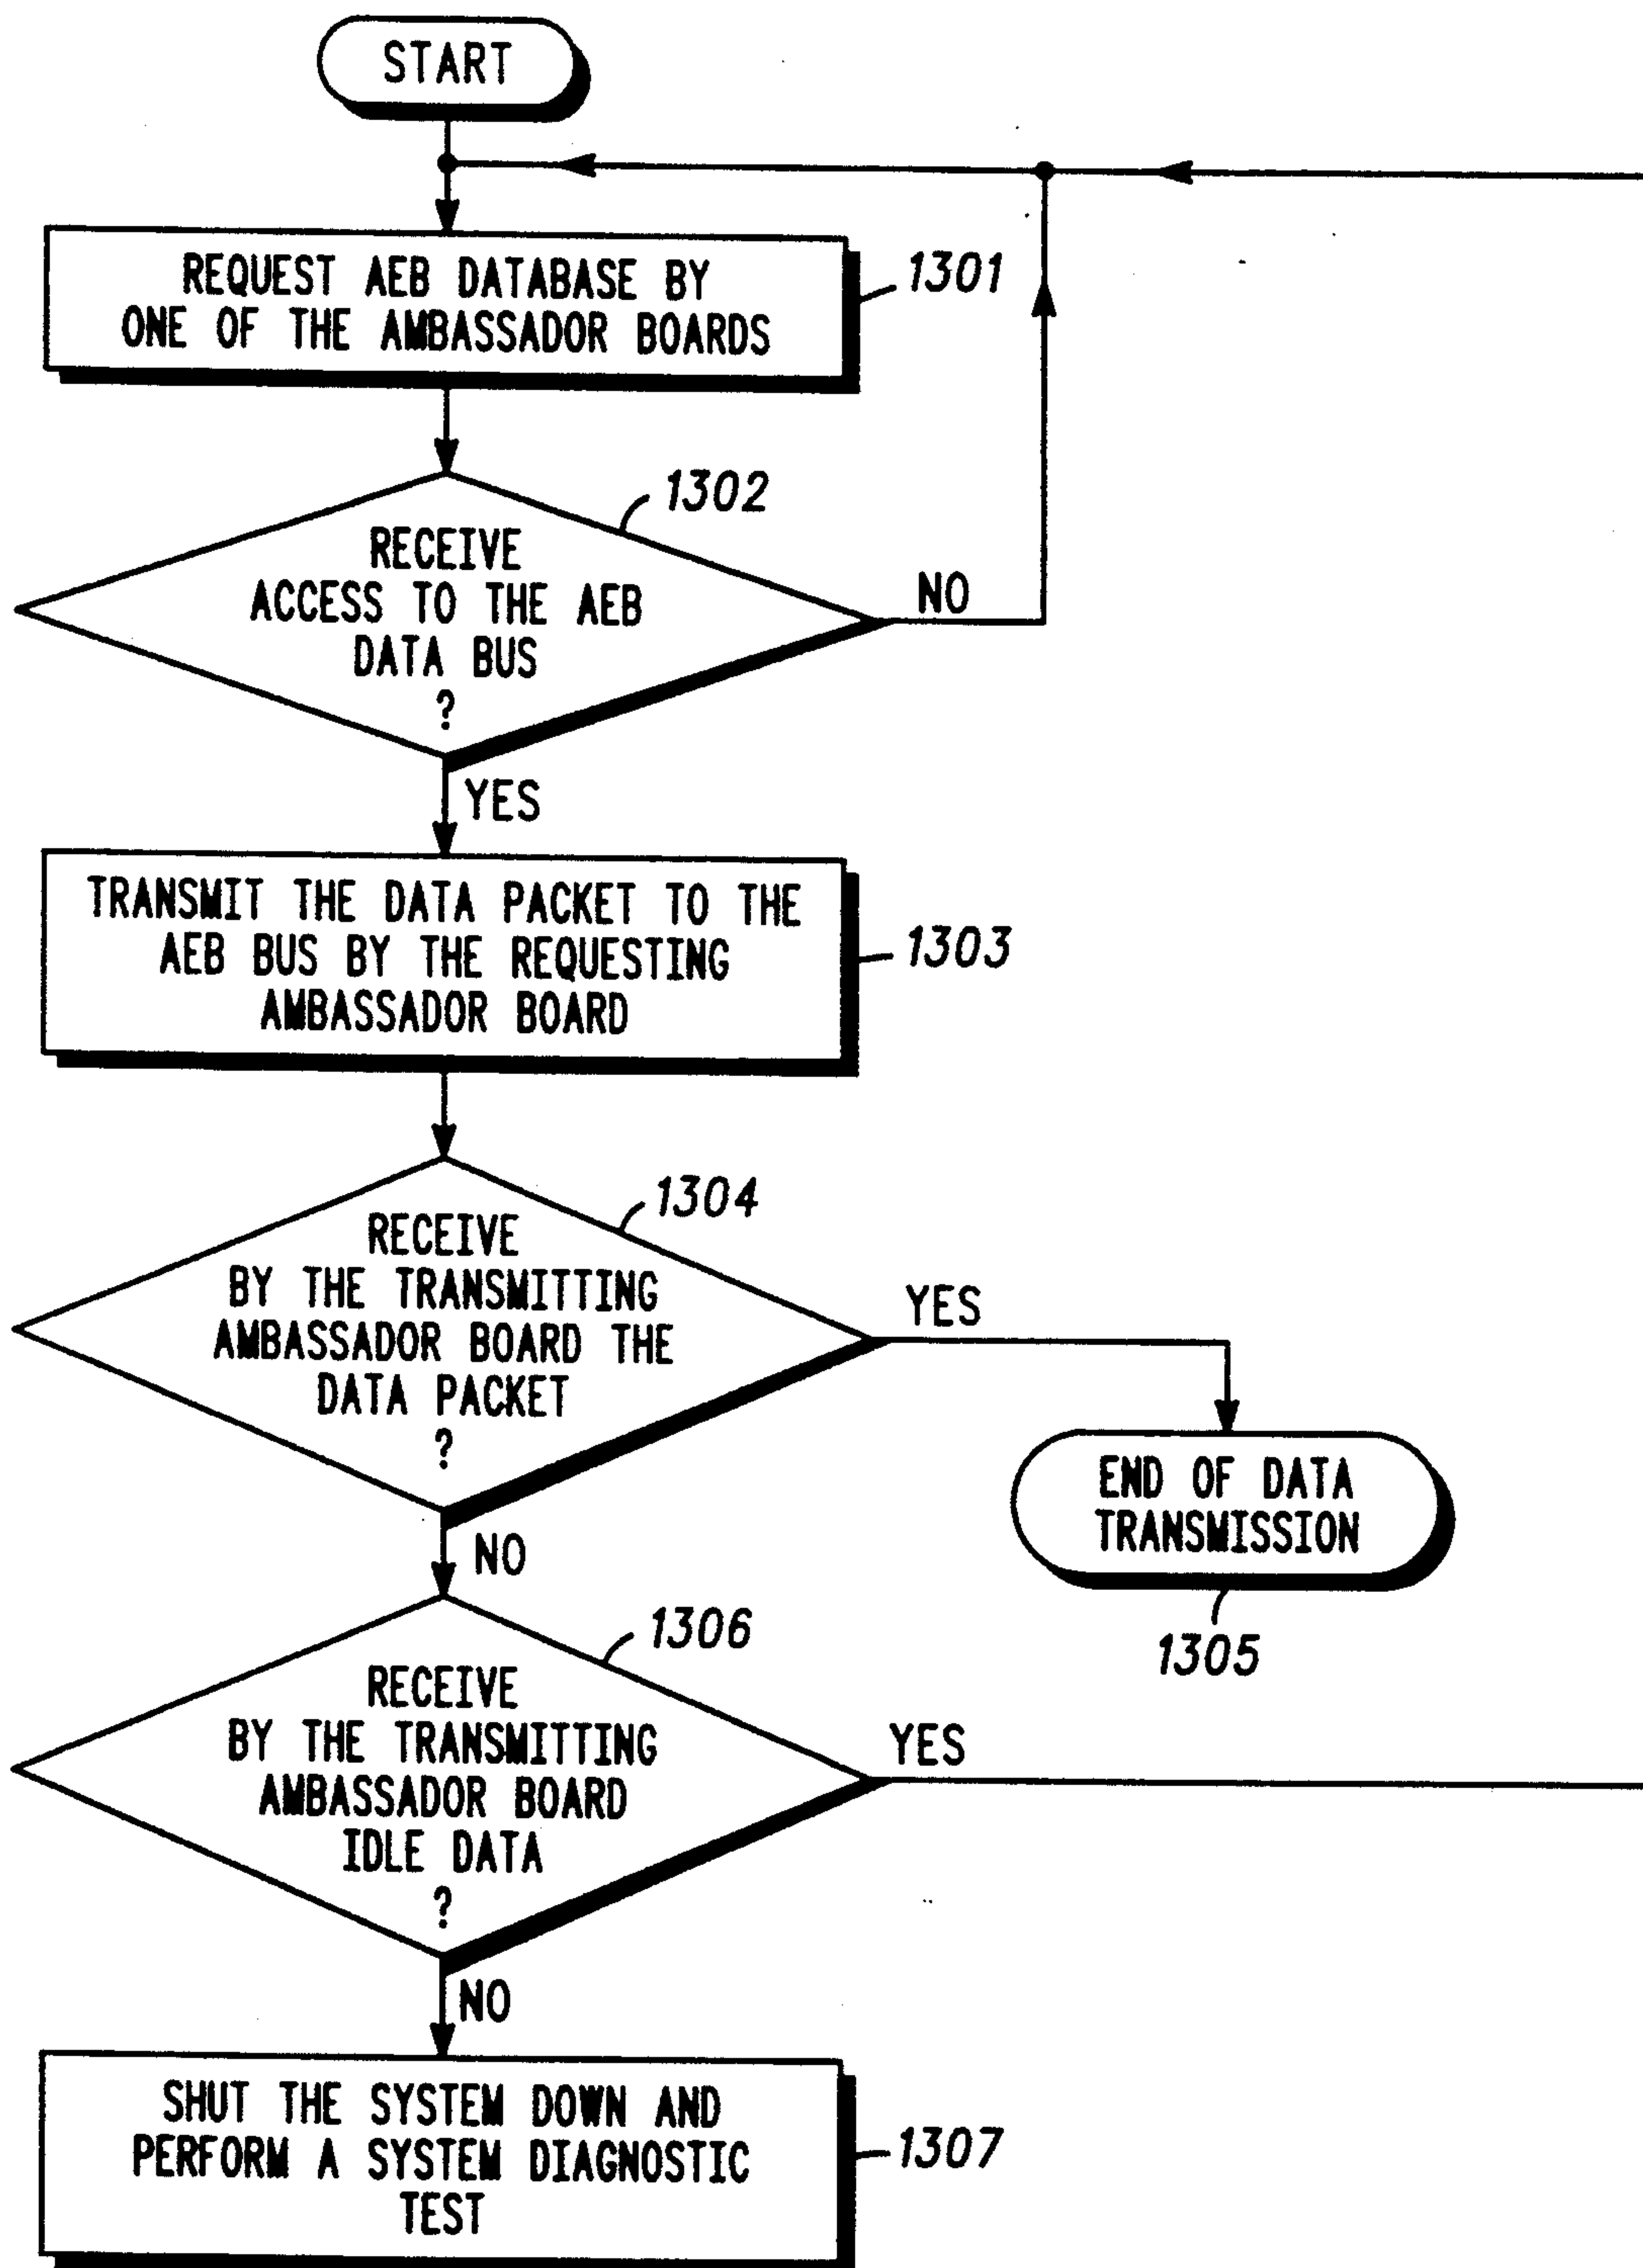 START
REQUEST AEB DATABASE BY
ONE OF THE AMBASSADOR BOARDS
1301
1302
RECEIVE
ACCESS TO THE AEB
DATA BUS
?
NO
YES
TRANSMIT THE DATA PACKET TO THE
AEB BUS BY THE REQUESTING
AMBASSADOR BOARD
1303
1304
RECEIVE
BY THE TRANSMITTING
AMBASSADOR BOARD THE
DATA PACKET
?
YES
END OF DATA
TRANSMISSION
1305
NO
1306
RECEIVE
BY THE TRANSMITTING
AMBASSADOR BOARD
IDLE DATA
?
YES
NO
SHUT THE SYSTEM DOWN AND
PERFORM A SYSTEM DIAGNOSTIC
TEST
1307